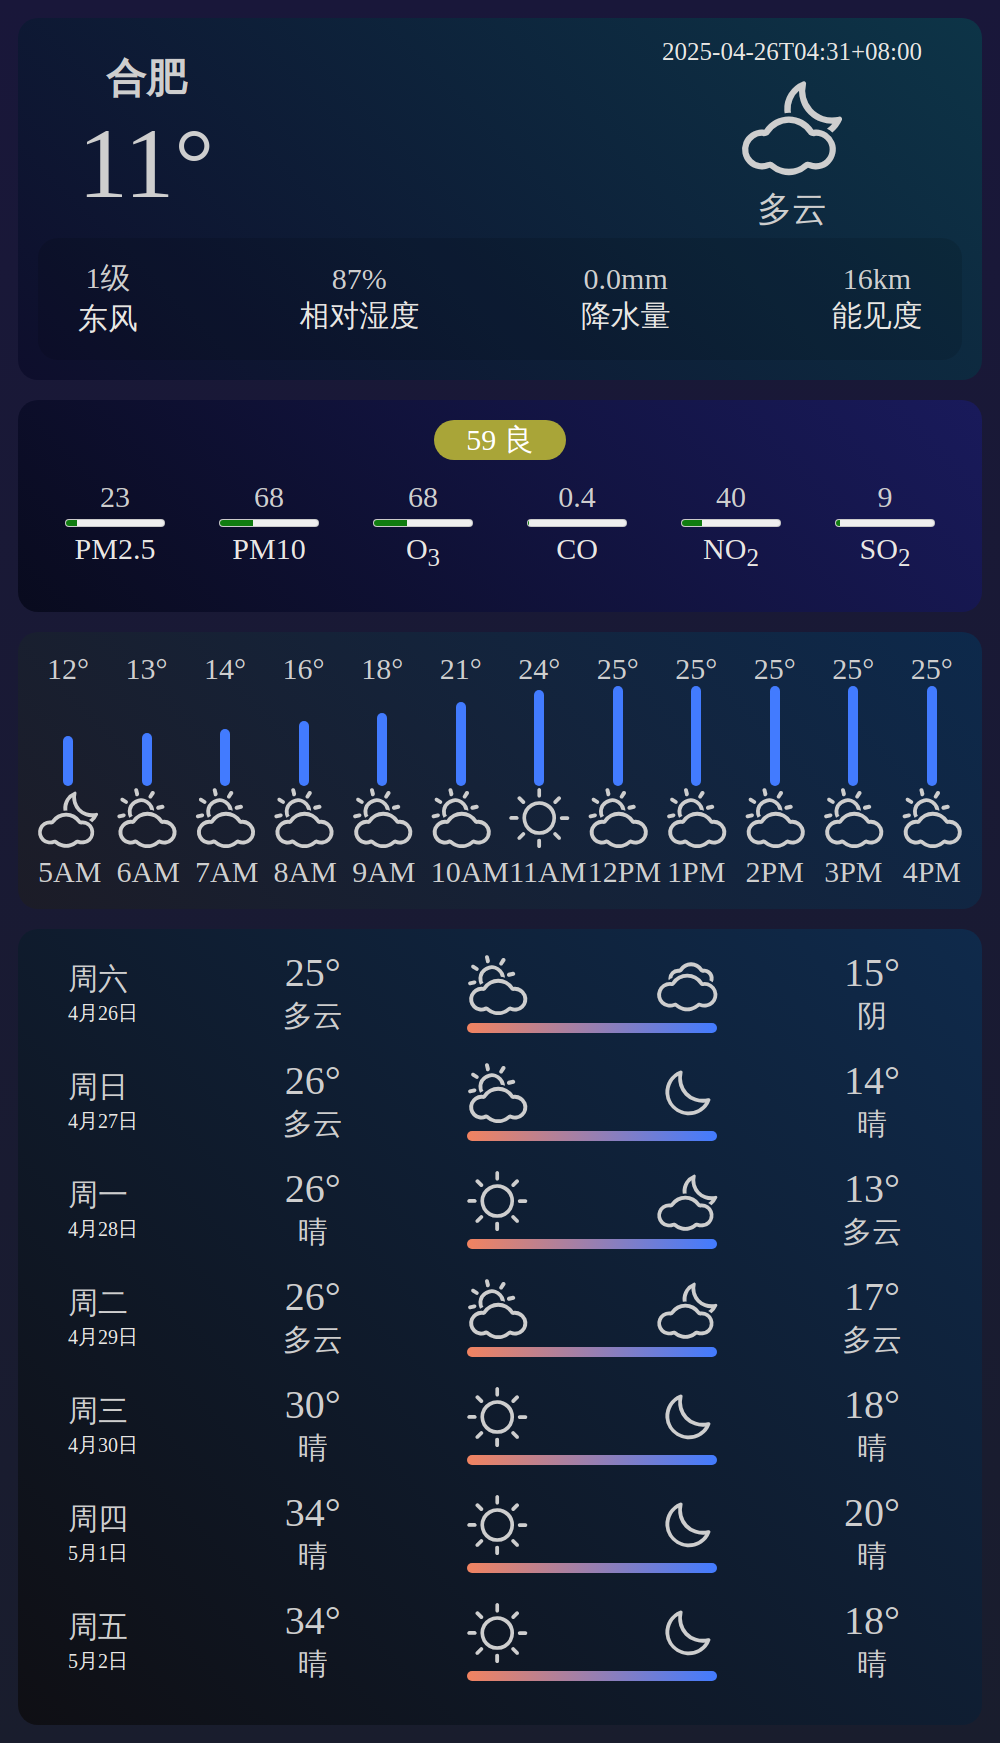 合肥
11°
2025-04-26T04:31+08:00
多云
1级 87% 0.0mm 16km
东风 相对湿度 降水量 能见度
59 良
23 68 68 0.4 40 9
PM2.5 PM10 O3 CO NO2 SO2
12° 13° 14° 16° 18° 21° 24° 25° 25° 25° 25° 25°
5AM 6AM 7AM 8AM 9AM 10AM 11AM 12PM 1PM 2PM 3PM 4PM
周六 25° 15°
4月26日 多云 阴
周日 26° 14°
4月27日 多云 晴
周一 26° 13°
4月28日 晴 多云
周二 26° 17°
4月29日 多云 多云
周三 30° 18°
4月30日 晴 晴
周四 34° 20°
5月1日 晴 晴
周五 34° 18°
5月2日 晴 晴